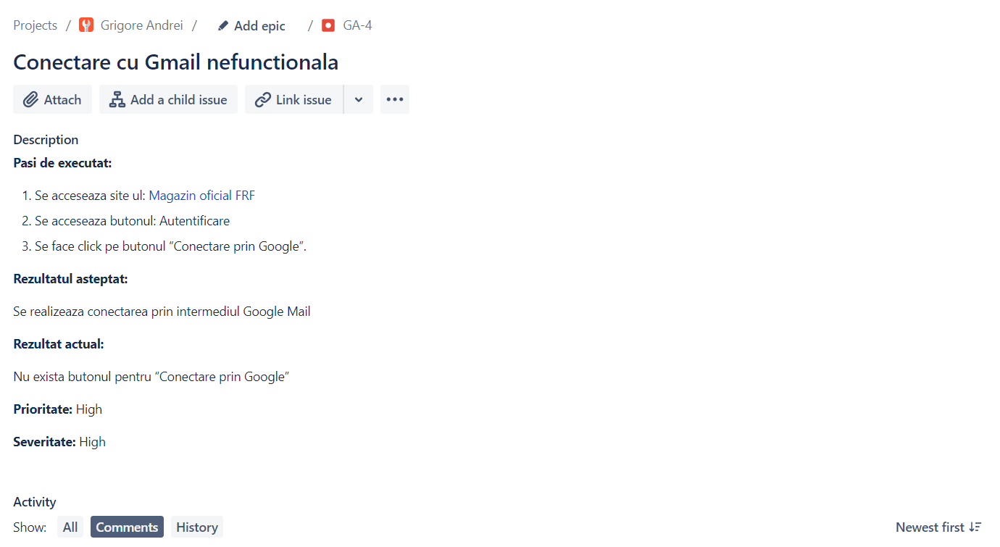 Projects / Grigore Andrei / Add epic / GA-4
Conectare cu Gmail nefunctionala
Attach Add a child issue Link issue
Description
Pasi de executat:
1. Se acceseaza site ul: Magazin oficial FRF
2. Se acceseaza butonul: Autentificare
3. Se face click pe butonul “Conectare prin Google”.
Rezultatul asteptat:
Se realizeaza conectarea prin intermediul Google Mail
Rezultat actual:
Nu exista butonul pentru “Conectare prin Google”
Prioritate: High
Severitate: High
Activity
Show: All Comments History Newest first